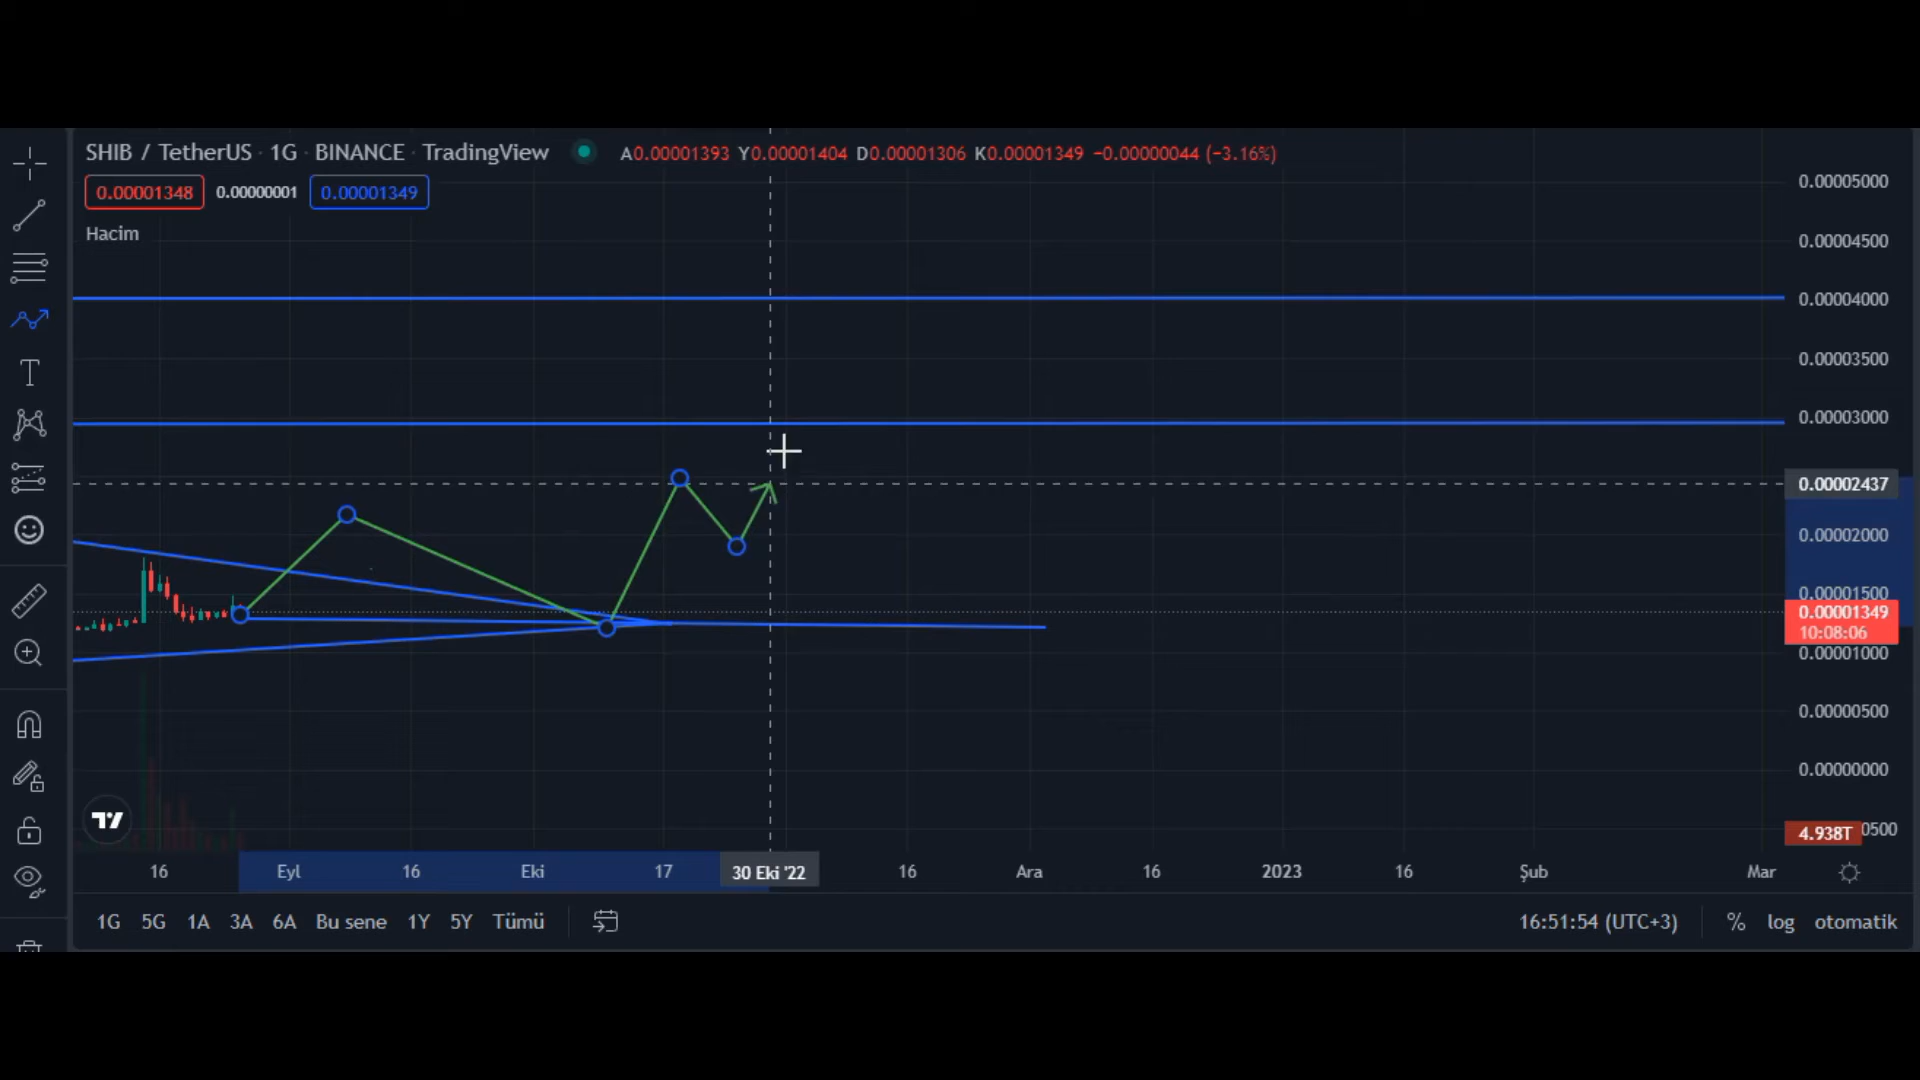 SHIB / TetherUS · 1G · BINANCE · TradingView A0.00001393 Y0.00001404 D0.00001306 K0.00001349 −0.00000044 (−3.16%)
0.00001348 0.00000001 0.00001349
Hacim
0.00005000
0.00004500
0.00004000
0.00003500
0.00003000
0.00002437
0.00002000
0.00001500
0.00001349
10:08:06
0.00001000
0.00000500
0.00000000
4.938T 0500
16 Eyl 16 Eki 17 30 Eki '22 16 Ara 16 2023 16 Şub Mar
1G 5G 1A 3A 6A Bu sene 1Y 5Y Tümü 16:51:54 (UTC+3) % log otomatik